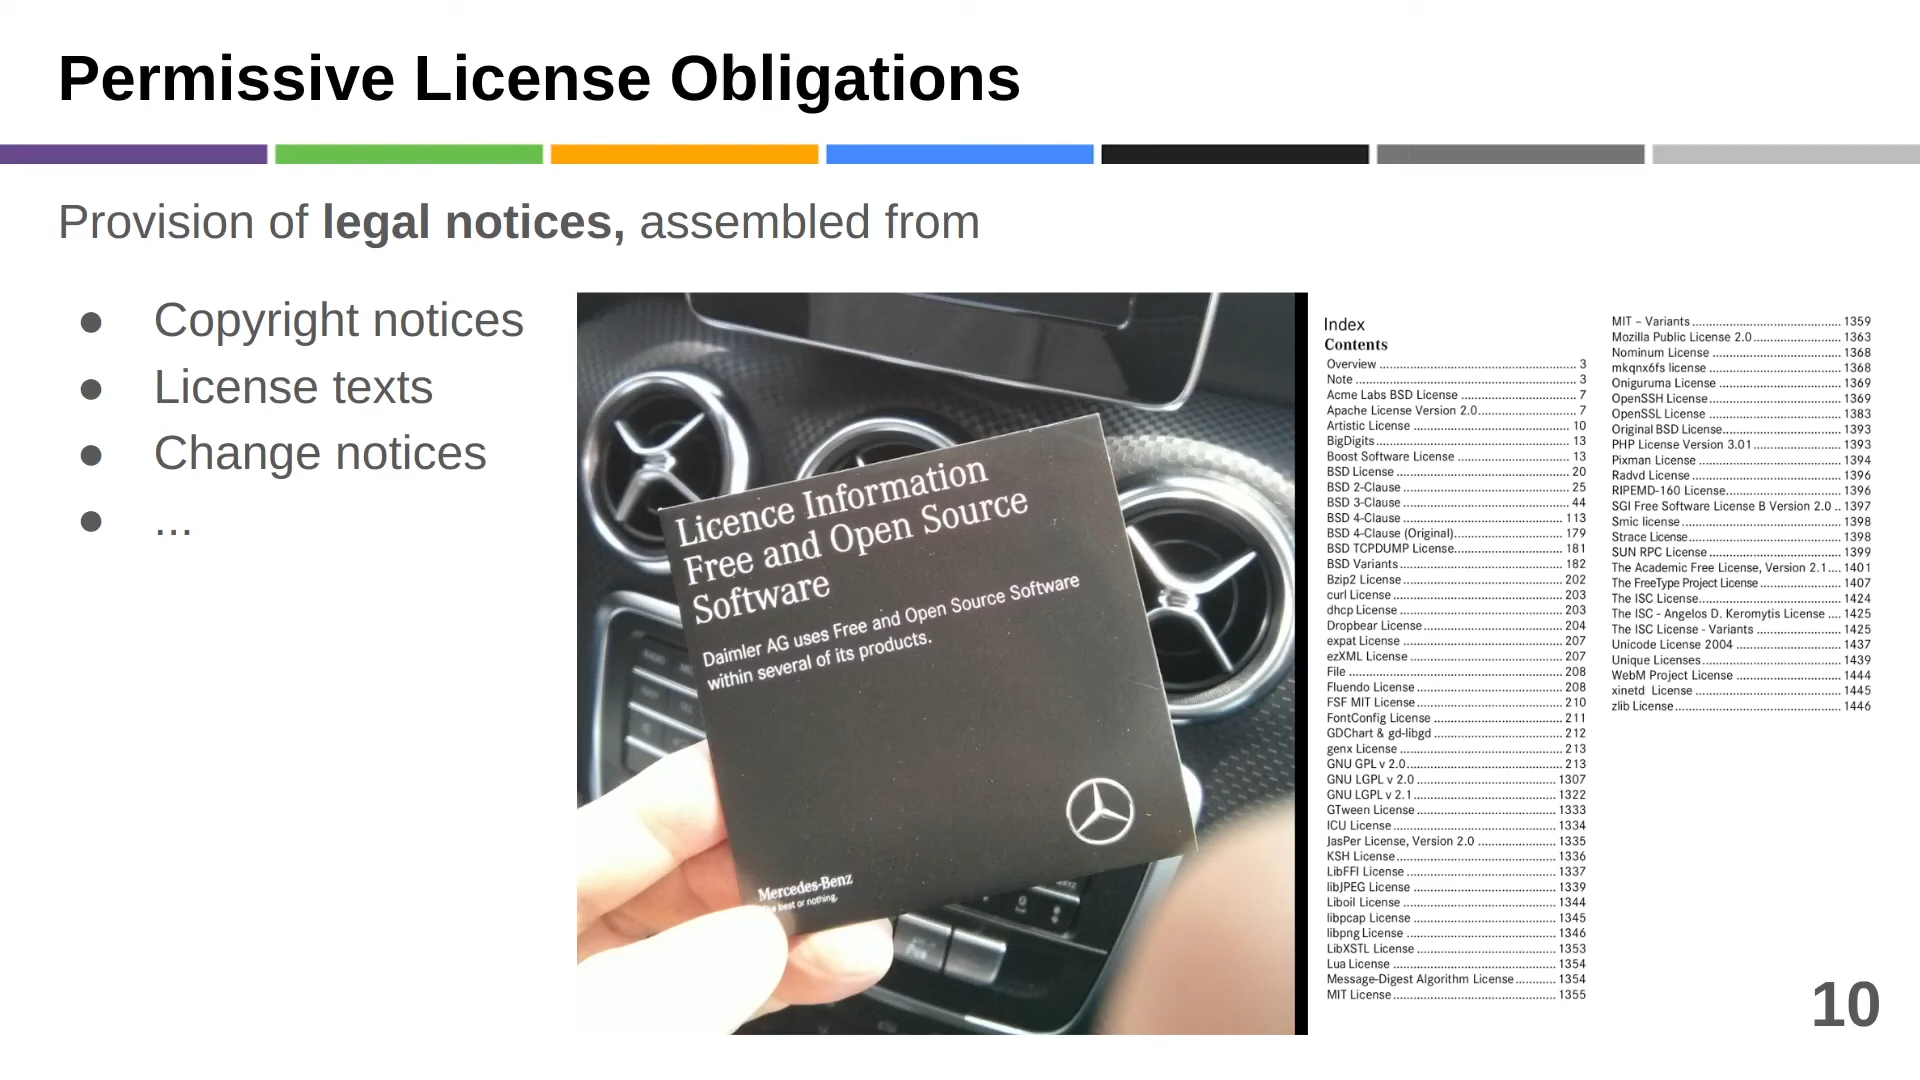 Permissive License Obligations
Provision of legal notices, assembled from
● Copyright notices
● License texts
● Change notices
● ...
Licence Information
Free and Open Source
Software
Daimler AG uses Free and Open Source Software
within several of its products.
Mercedes-Benz
best or nothing.
Index
Contents
Overview ... 3
Note ... 3
Acme Labs BSD License ... 7
Apache License Version 2.0 ... 7
Artistic License ... 10
BigDigits ... 13
Boost Software License ... 13
BSD License ... 20
BSD 2-Clause ... 25
BSD 3-Clause ... 44
BSD 4-Clause ... 113
BSD 4-Clause (Original) ... 179
BSD TCPDUMP License ... 181
BSD Variants ... 182
Bzip2 License ... 202
curl License ... 203
dhcp License ... 203
Dropbear License ... 204
expat License ... 207
ezXML License ... 207
File ... 208
Fluendo License ... 208
FSF MIT License ... 210
FontConfig License ... 211
GDChart & gd-libgd ... 212
genx License ... 213
GNU GPL v 2.0 ... 213
GNU LGPL v 2.0 ... 1307
GNU LGPL v 2.1 ... 1322
GTween License ... 1333
ICU License ... 1334
JasPer License, Version 2.0 ... 1335
KSH License ... 1336
LibFFI License ... 1337
libJPEG License ... 1339
Liboil License ... 1344
libpcap License ... 1345
libpng License ... 1346
LibXSTL License ... 1353
Lua License ... 1354
Message-Digest Algorithm License ... 1354
MIT License ... 1355
MIT – Variants ... 1359
Mozilla Public License 2.0 ... 1363
Nominum License ... 1368
mkqnx6fs license ... 1368
Oniguruma License ... 1369
OpenSSH License ... 1369
OpenSSL License ... 1383
Original BSD License ... 1393
PHP License Version 3.01 ... 1393
Pixman License ... 1394
Radvd License ... 1396
RIPEMD-160 License ... 1396
SGI Free Software License B Version 2.0 .. 1397
Smic license ... 1398
Strace License ... 1398
SUN RPC License ... 1399
The Academic Free License, Version 2.1 .... 1401
The FreeType Project License ... 1407
The ISC License ... 1424
The ISC - Angelos D. Keromytis License .... 1425
The ISC License - Variants ... 1425
Unicode License 2004 ... 1437
Unique Licenses ... 1439
WebM Project License ... 1444
xinetd License ... 1445
zlib License ... 1446
10